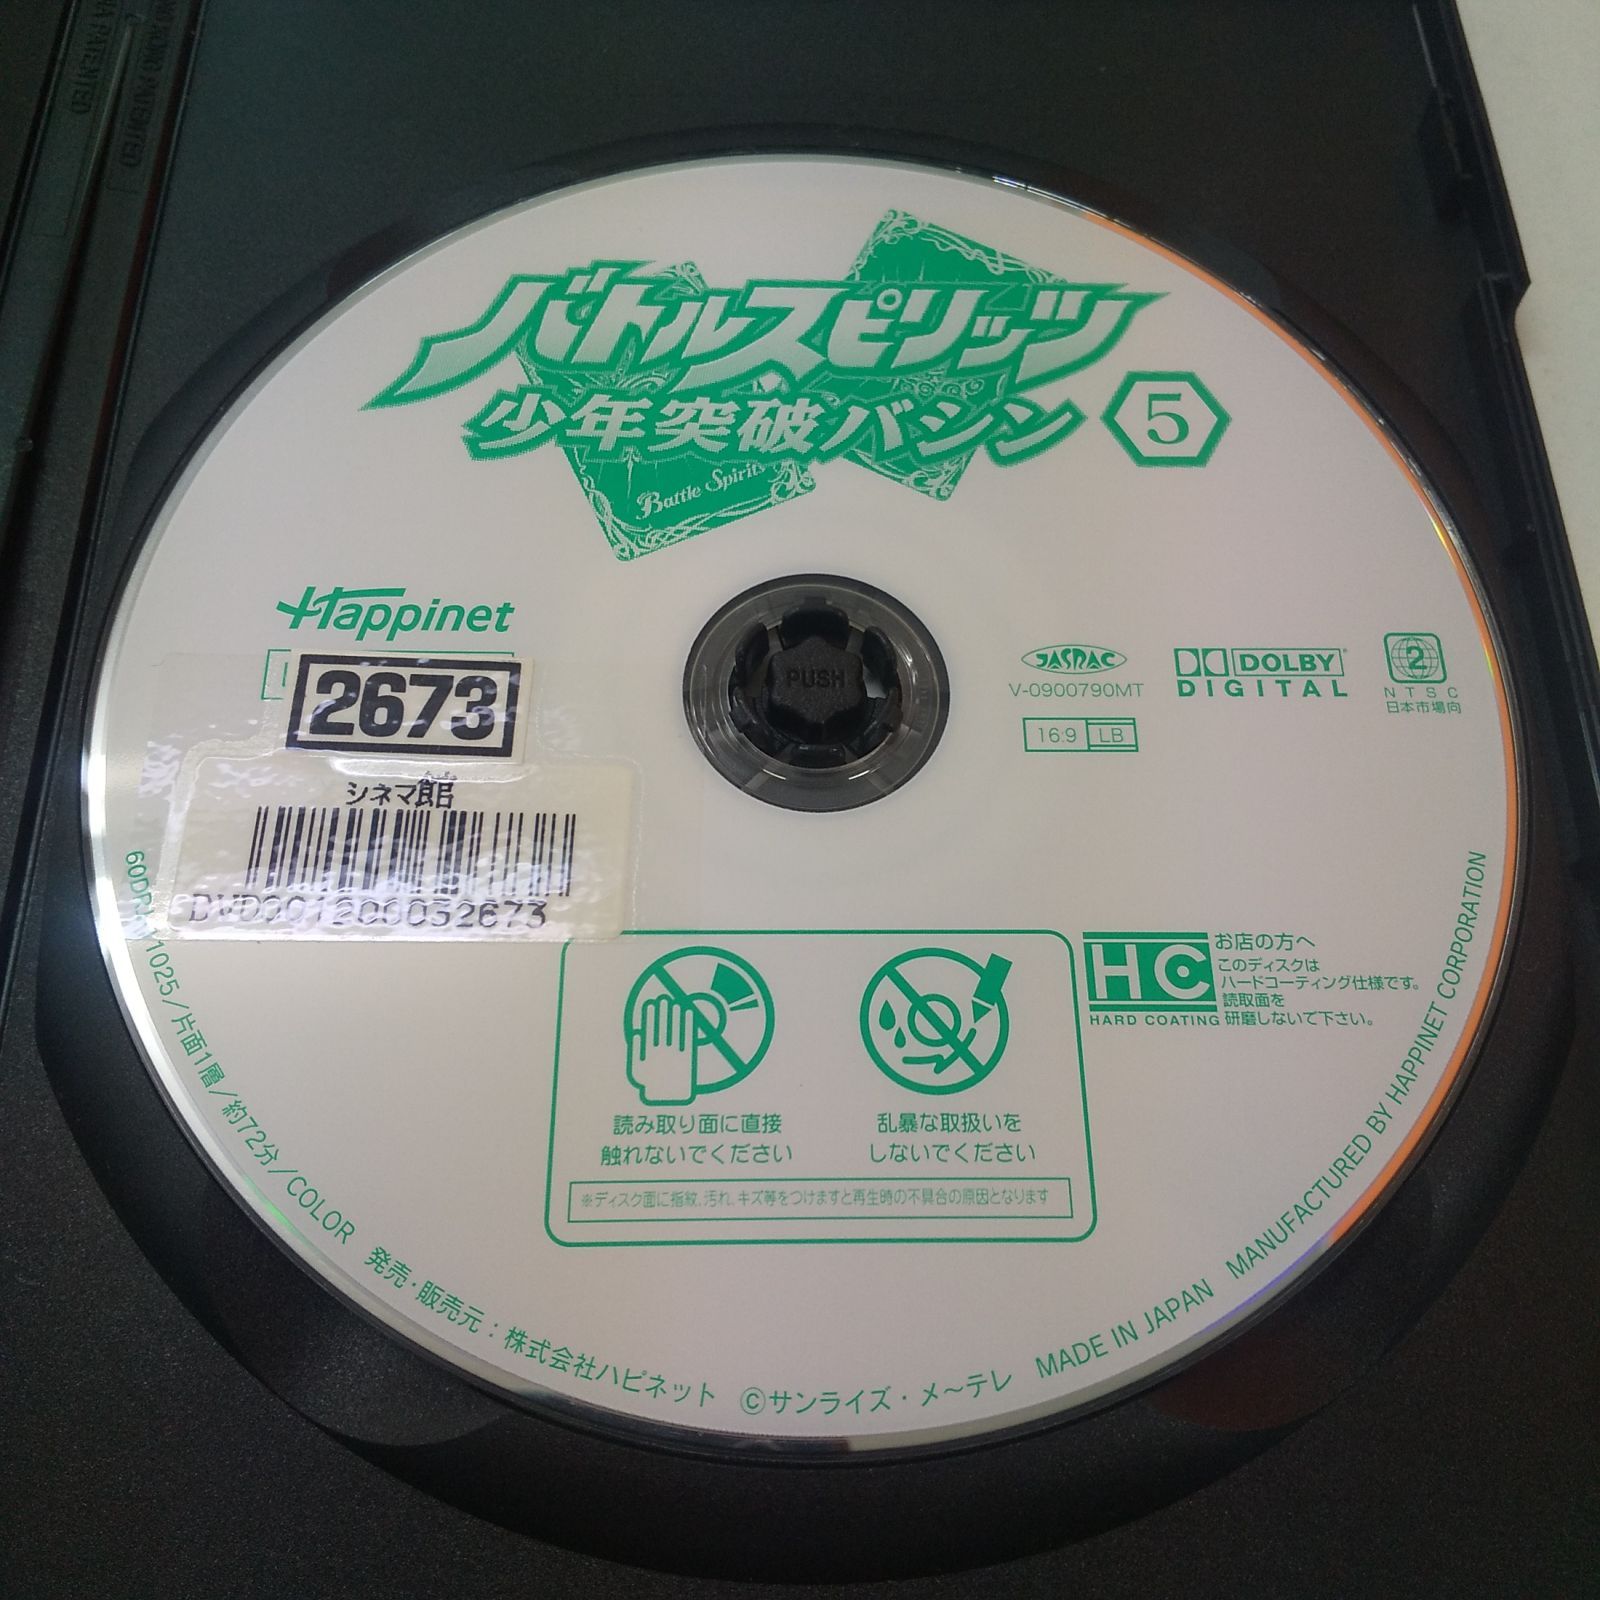 バトルスピリッツ
少年突破バシン 5
Battle Spirits
Happinet
2673
シネマ館
PUSH
JASRAC
V-0900790MT
16:9 LB
DOLBY
DIGITAL
2
NTSC
日本市場向
HC
HARD COATING
お店の方へ
このディスクは
ハードコーティング仕様です。
読取面を
研磨しないで下さい。
読み取り面に直接
触れないでください
乱暴な取扱いを
しないでください
※ディスク面に指紋、汚れ、キズ等をつけますと再生時の不具合の原因となります
1025/片面1層/約72分/COLOR 発売・販売元:株式会社ハピネット ©サンライズ・メ～テレ MADE IN JAPAN MANUFACTURED BY HAPPINET CORPORATION
PATENTED